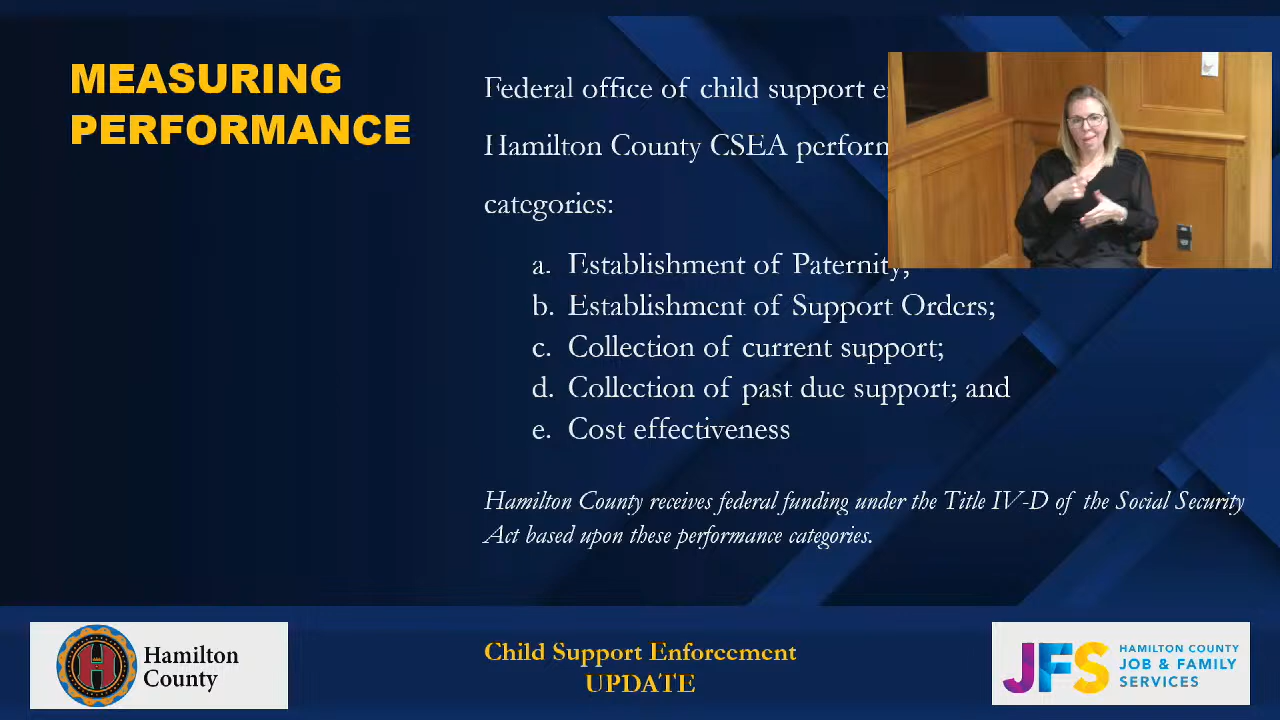 MEASURING
PERFORMANCE
Federal office of child support
Hamilton County CSEA
categories:
a. Establishment of Paternity;
b. Establishment of Support Orders;
c. Collection of current support;
d. Collection of past due support; and
e. Cost effectiveness
Hamilton County receives federal funding under the Title IV-D of the Social Security
Act based upon these performance categories.
Hamilton
County
Child Support Enforcement
UPDATE
JFS
HAMILTON COUNTY
JOB & FAMILY
SERVICES